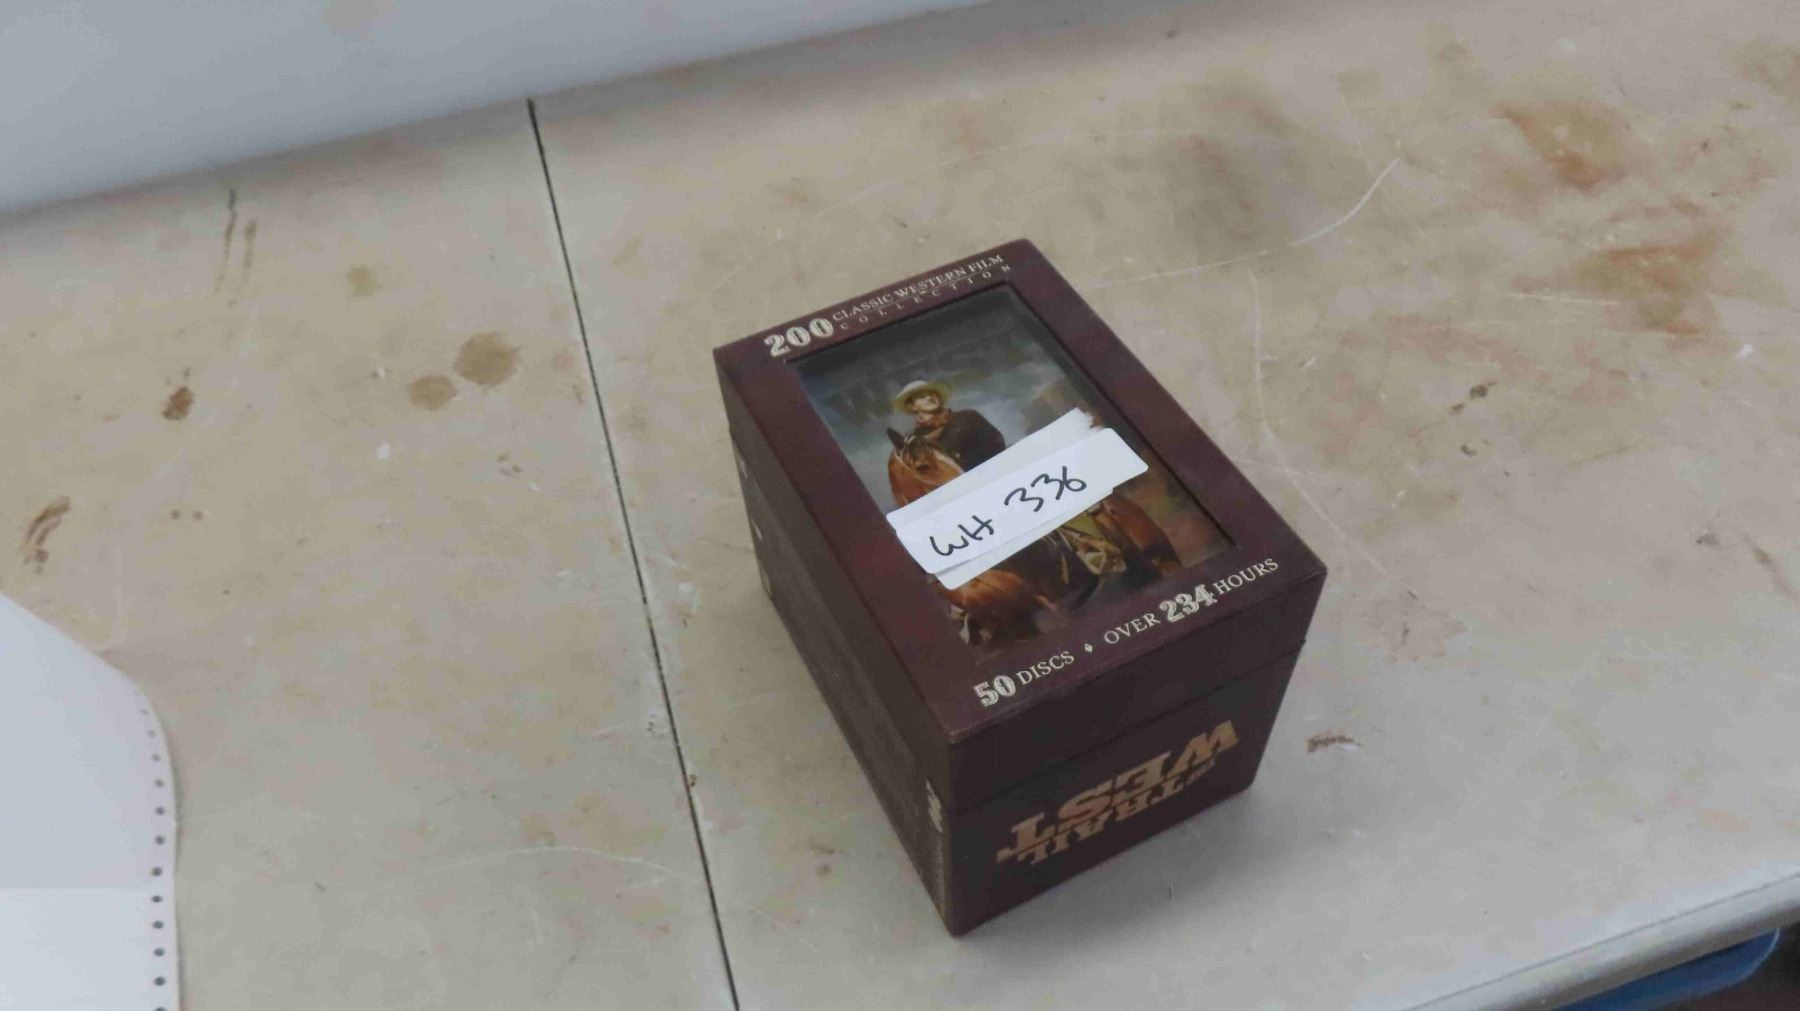 200 CLASSIC WESTERN FILM
COLLECTION
WH 336
50 DISCS ♦ OVER 234 HOURS
TRAIL
WEST